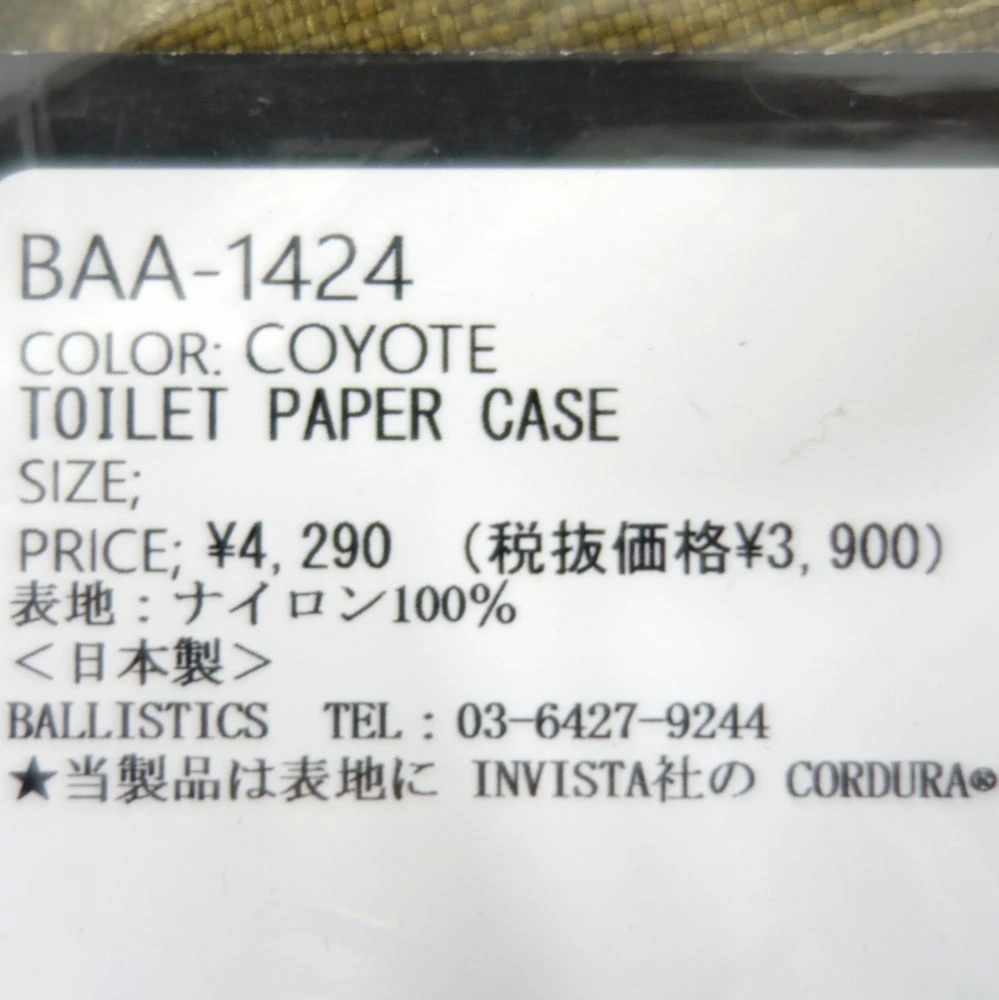 BAA-1424
COLOR: COYOTE
TOILET PAPER CASE
SIZE;
PRICE; ¥4,290 (税抜価格¥3,900)
表地：ナイロン100%
＜日本製＞
BALLISTICS TEL：03-6427-9244
★当製品は表地に INVISTA社の CORDURA®